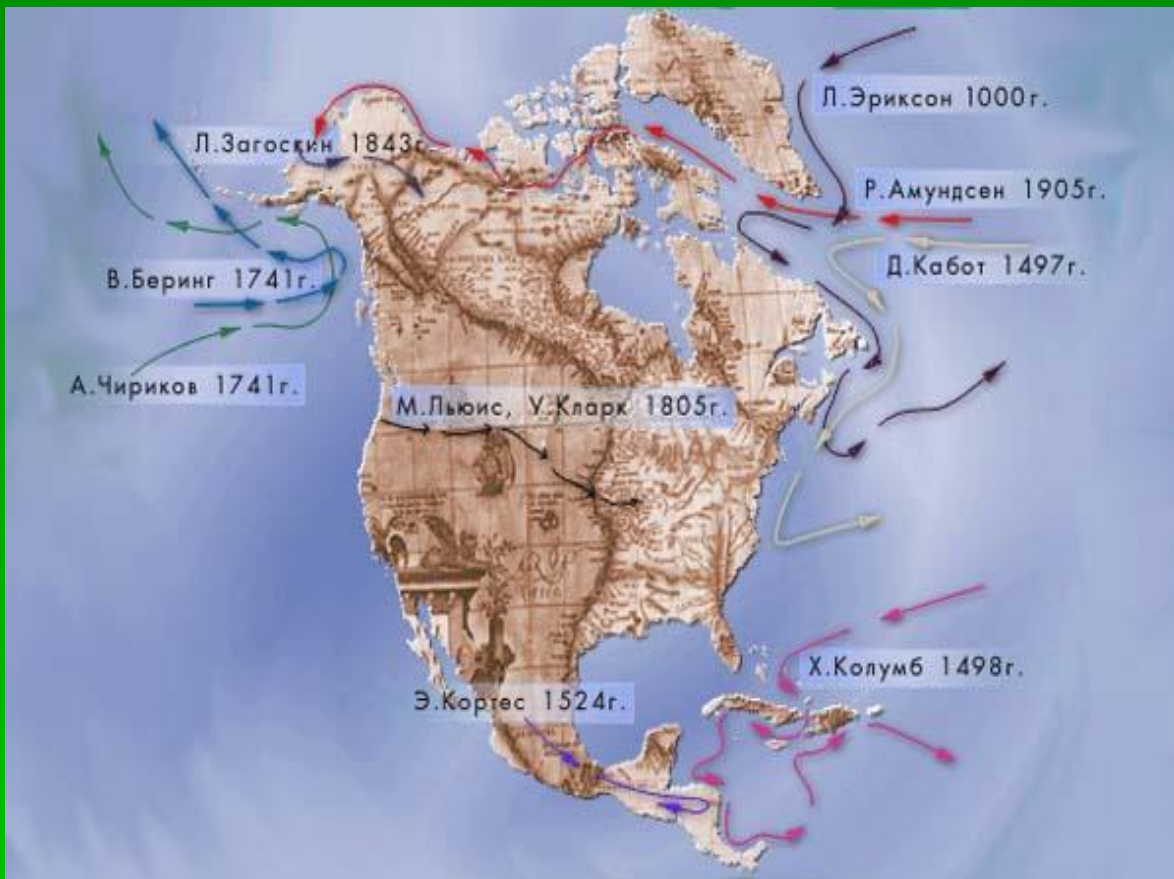 Л.Эриксон 1000г.
Л.Загоскин 1843г.
Р.Амундсен 1905г.
Д.Кабот 1497г.
В.Беринг 1741г.
А.Чириков 1741г.
М.Льюис, У.Кларк 1805г.
Х.Колумб 1498г.
Э.Кортес 1524г.